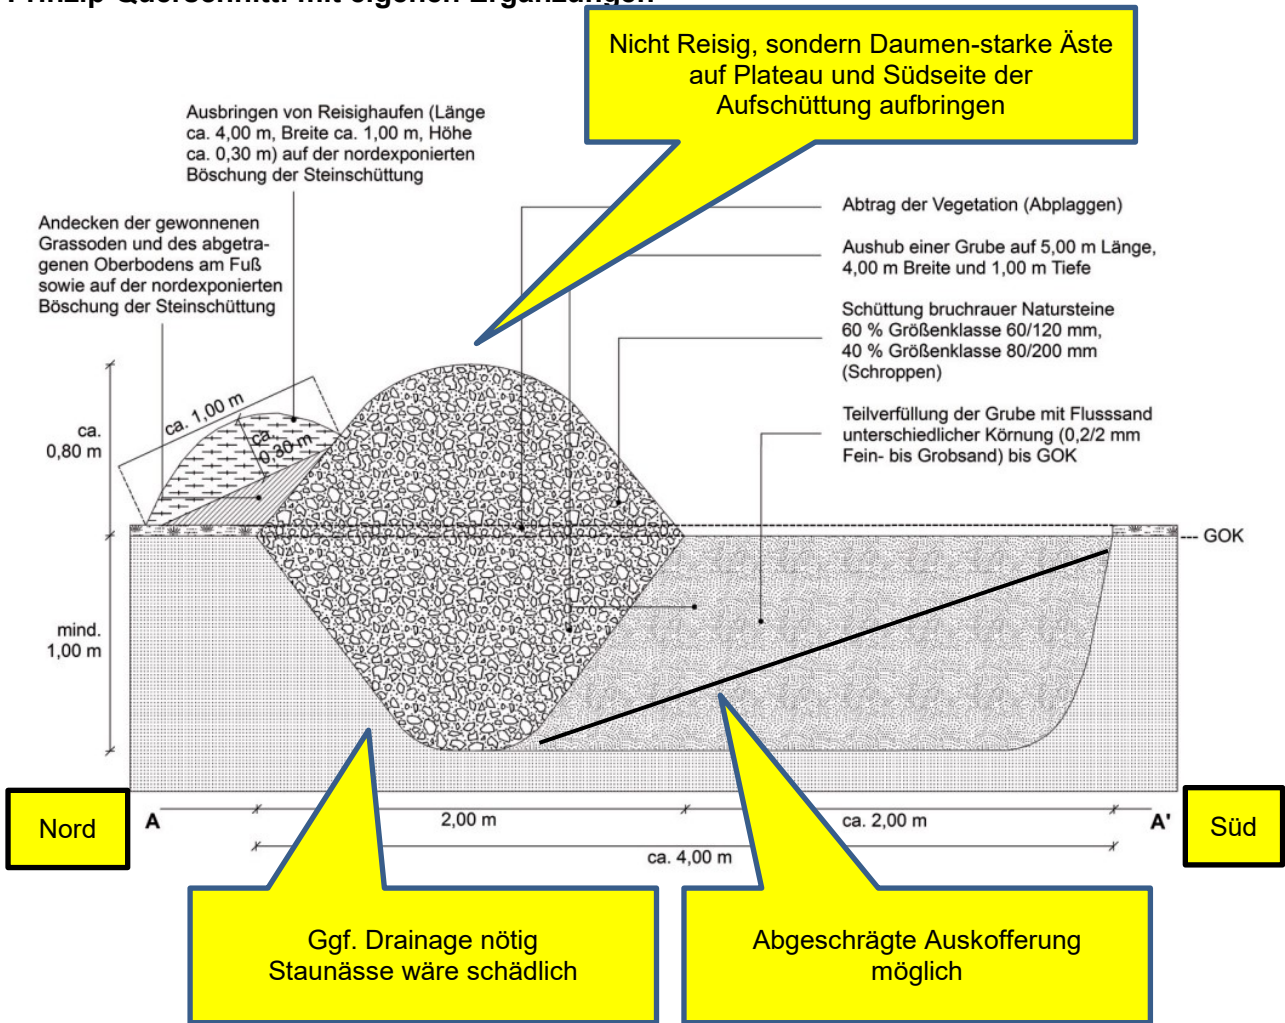 Prinzip-Querschnitt. mit eigenen Ergänzungen
Nicht Reisig, sondern Daumen-starke Äste
auf Plateau und Südseite der
Aufschüttung aufbringen
Ausbringen von Reisighaufen (Länge
ca. 4,00 m, Breite ca. 1,00 m, Höhe
ca. 0,30 m) auf der nordexponierten
Böschung der Steinschüttung
Andecken der gewonnenen
Grassoden und des abgetra-
genen Oberbodens am Fuß
sowie auf der nordexponierten
Böschung der Steinschüttung
Abtrag der Vegetation (Abplaggen)
Aushub einer Grube auf 5,00 m Länge,
4,00 m Breite und 1,00 m Tiefe
Schüttung bruchrauer Natursteine
60 % Größenklasse 60/120 mm,
40 % Größenklasse 80/200 mm
(Schroppen)
Teilverfüllung der Grube mit Flusssand
unterschiedlicher Körnung (0,2/2 mm
Fein- bis Grobsand) bis GOK
ca. 1,00 m
ca.
0,30 m
ca.
0,80 m
--- GOK
mind.
1,00 m
Nord
A
2,00 m
ca. 2,00 m
A'
Süd
ca. 4,00 m
Ggf. Drainage nötig
Staunässe wäre schädlich
Abgeschrägte Auskofferung
möglich